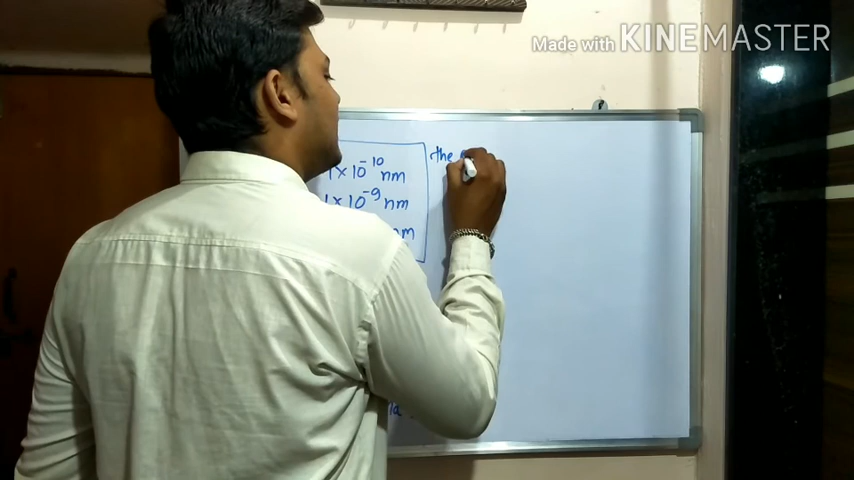 Made with KINEMASTER
1 × 10⁻¹⁰ nm
1 × 10⁻⁹ nm
nm
the